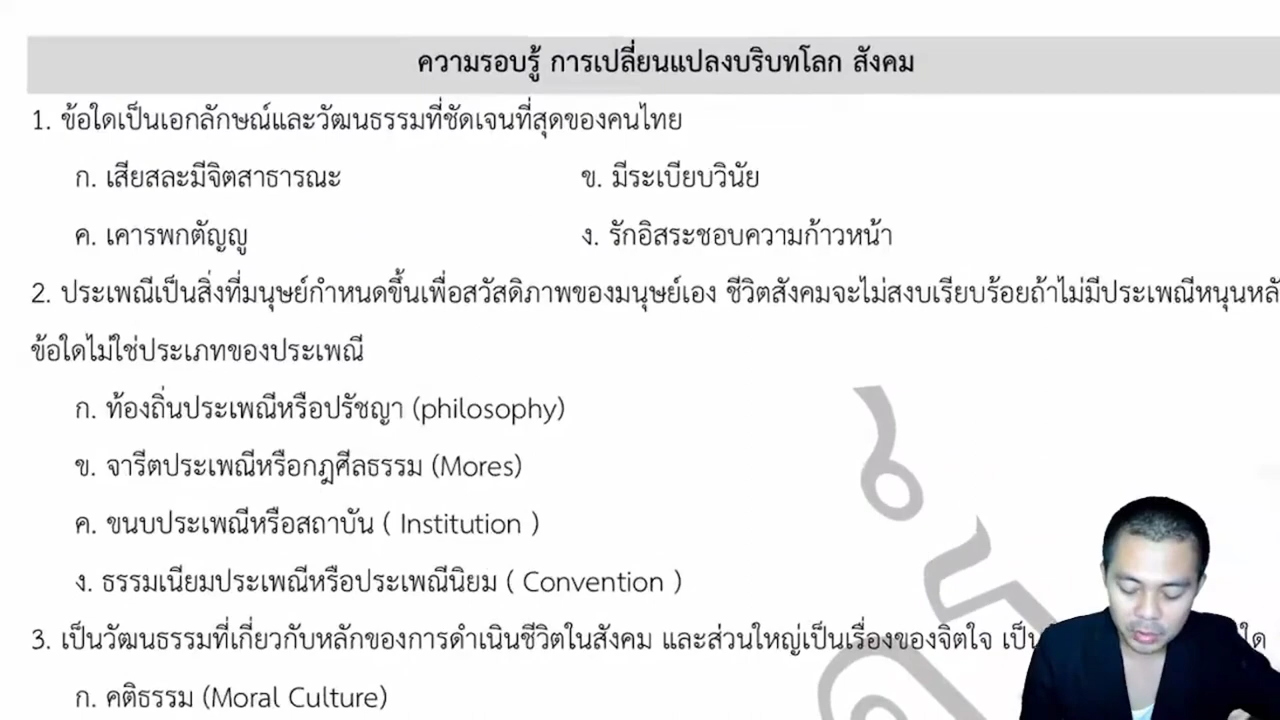 ความรอบรู้ การเปลี่ยนแปลงบริบทโลก สังคม
1. ข้อใดเป็นเอกลักษณ์และวัฒนธรรมที่ชัดเจนที่สุดของคนไทย
ก. เสียสละมีจิตสาธารณะ ข. มีระเบียบวินัย
ค. เคารพกตัญญู ง. รักอิสระชอบความก้าวหน้า
2. ประเพณีเป็นสิ่งที่มนุษย์กำหนดขึ้นเพื่อสวัสดิภาพของมนุษย์เอง ชีวิตสังคมจะไม่สงบเรียบร้อยถ้าไม่มีประเพณีหนุน
ข้อใดไม่ใช่ประเภทของประเพณี
ก. ท้องถิ่นประเพณีหรือปรัชญา (philosophy)
ข. จารีตประเพณีหรือกฎศีลธรรม (Mores)
ค. ขนบประเพณีหรือสถาบัน ( Institution )
ง. ธรรมเนียมประเพณีหรือประเพณีนิยม ( Convention )
3. เป็นวัฒนธรรมที่เกี่ยวกับหลักของการดำเนินชีวิตในสังคม และส่วนใหญ่เป็นเรื่องของจิตใจ
ก. คติธรรม (Moral Culture)